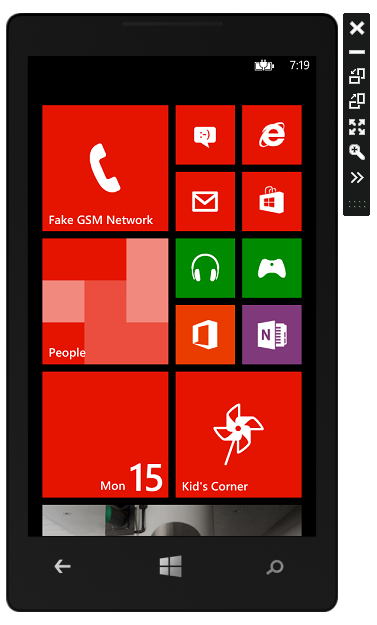 7:19
:-)
Fake GSM Network
People
N
Mon 15
Kid's Corner